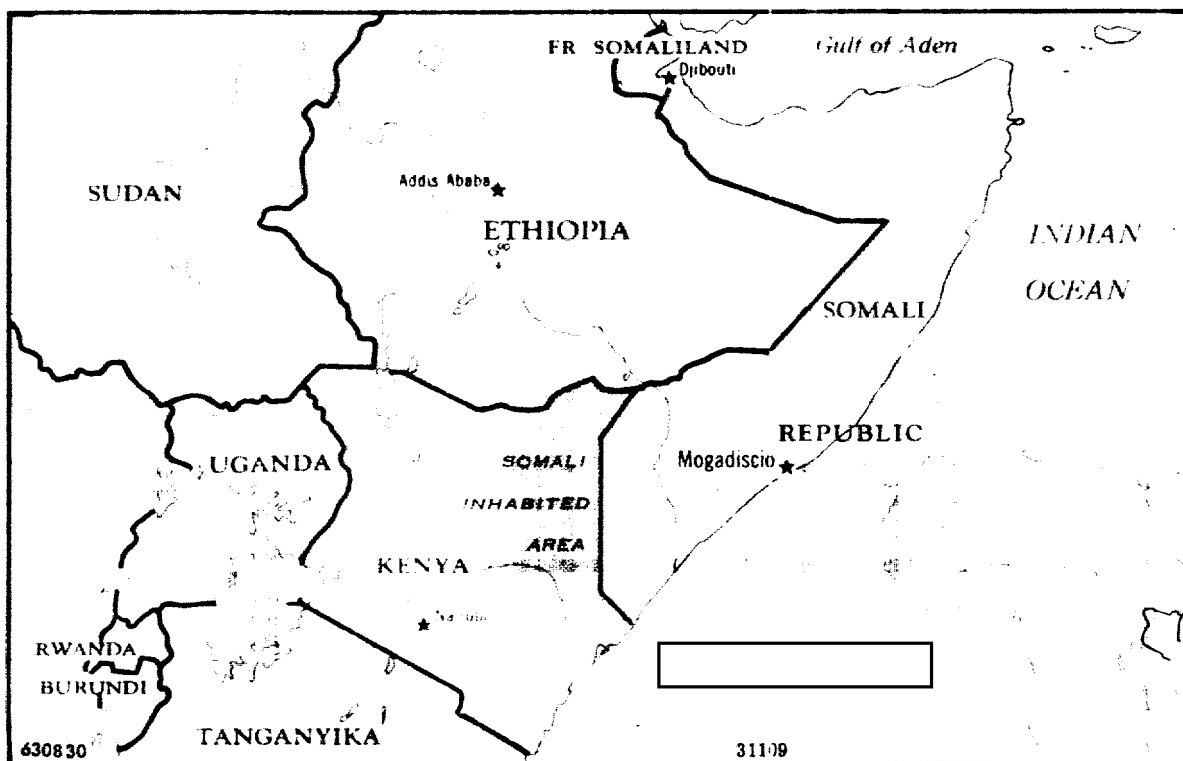 FR SOMALILAND
Gulf of Aden
Djibouti
SUDAN
Addis Ababa
ETHIOPIA
INDIAN
OCEAN
SOMALI
REPUBLIC
Mogadiscio
UGANDA
SOMALI
INHABITED
AREA
KENYA
Nairobi
RWANDA
BURUNDI
TANGANYIKA
630830
31109